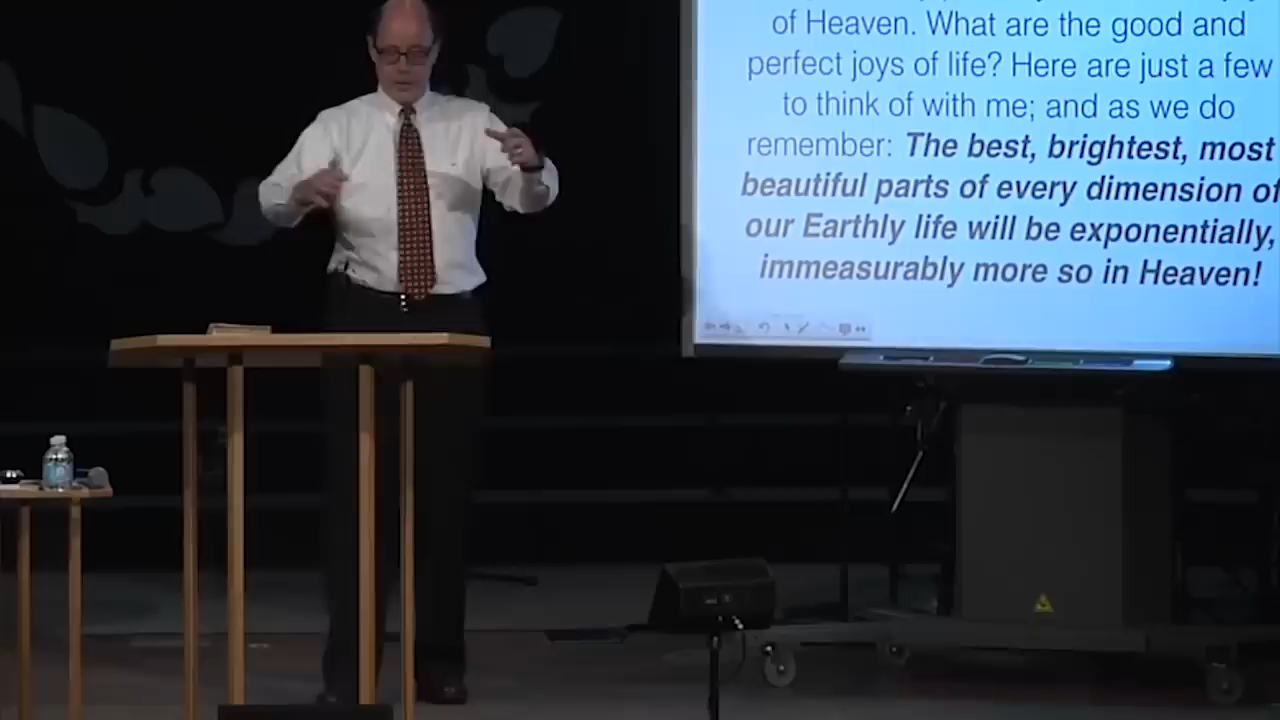 of Heaven. What are the good and
perfect joys of life? Here are just a few
to think of with me; and as we do
remember: The best, brightest, most
beautiful parts of every dimension of
our Earthly life will be exponentially,
immeasurably more so in Heaven!